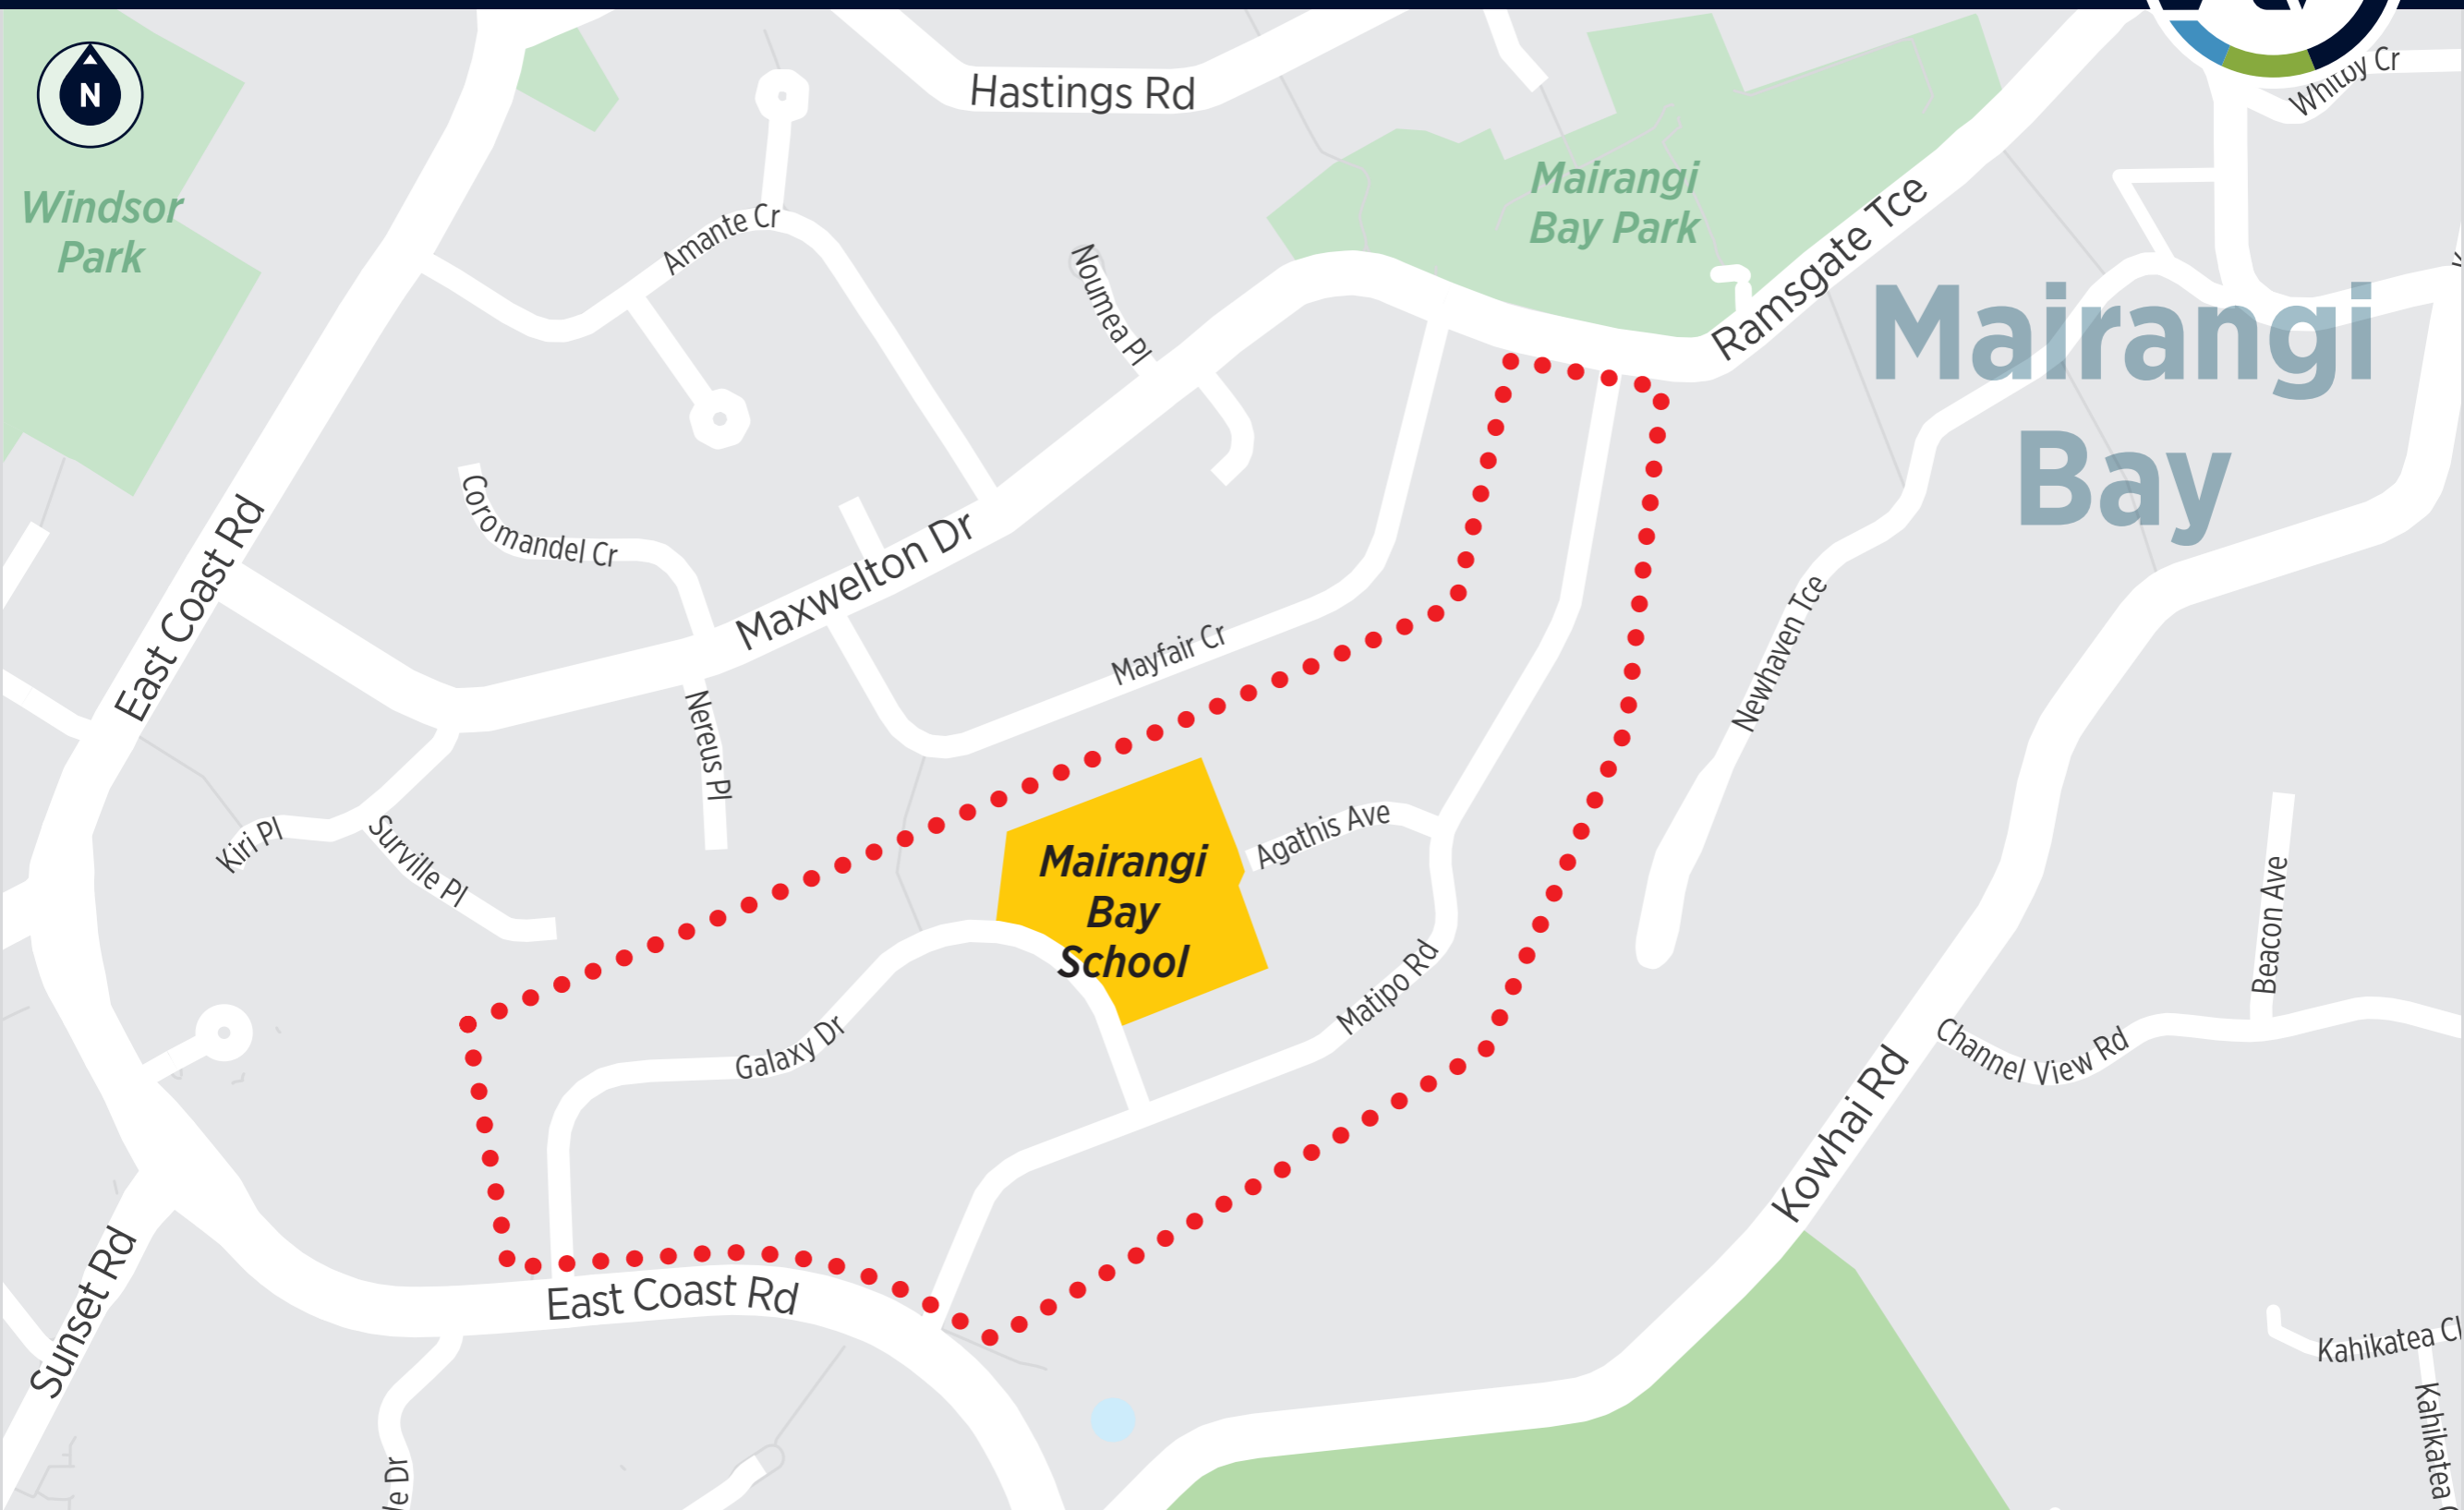 N
Hastings Rd
Whitby Cr
Windsor
Park
Mairangi
Bay Park
Amante Cr
Noumea Pl
Ramsgate Tce
Mairangi
Bay
East Coast Rd
Coromandel Cr
Maxwelton Dr
Mayfair Cr
Newhaven Tce
Nereus Pl
Kiri Pl
Surville Pl
Mairangi
Bay
School
Agathis Ave
Matipo Rd
Galaxy Dr
Beacon Ave
Channel View Rd
Kowhai Rd
Sunset Rd
East Coast Rd
Kahikatea Cl
Kahikatea
le Dr